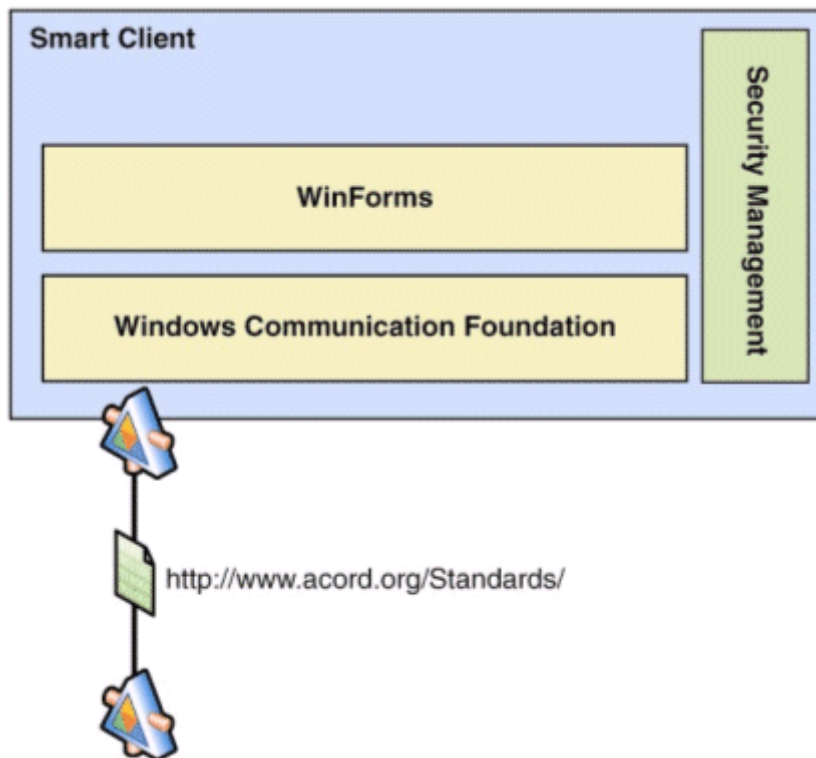 Smart Client
Security Management
WinForms
Windows Communication Foundation
http://www.acord.org/Standards/